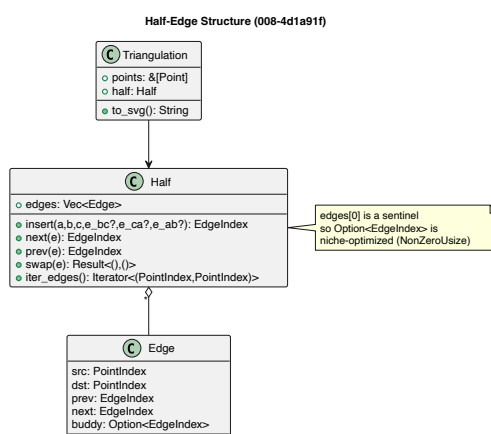 Half-Edge Structure (008-4d1a91f)
C Triangulation
points: &[Point]
half: Half
to_svg(): String
C Half
edges: Vec<Edge>
insert(a,b,c,e_bc?,e_ca?,e_ab?): EdgeIndex
next(e): EdgeIndex
prev(e): EdgeIndex
swap(e): Result<(),()>
iter_edges(): Iterator<(PointIndex,PointIndex)>
edges[0] is a sentinel
so Option<EdgeIndex> is
niche-optimized (NonZeroUsize)
*
C Edge
src: PointIndex
dst: PointIndex
prev: EdgeIndex
next: EdgeIndex
buddy: Option<EdgeIndex>